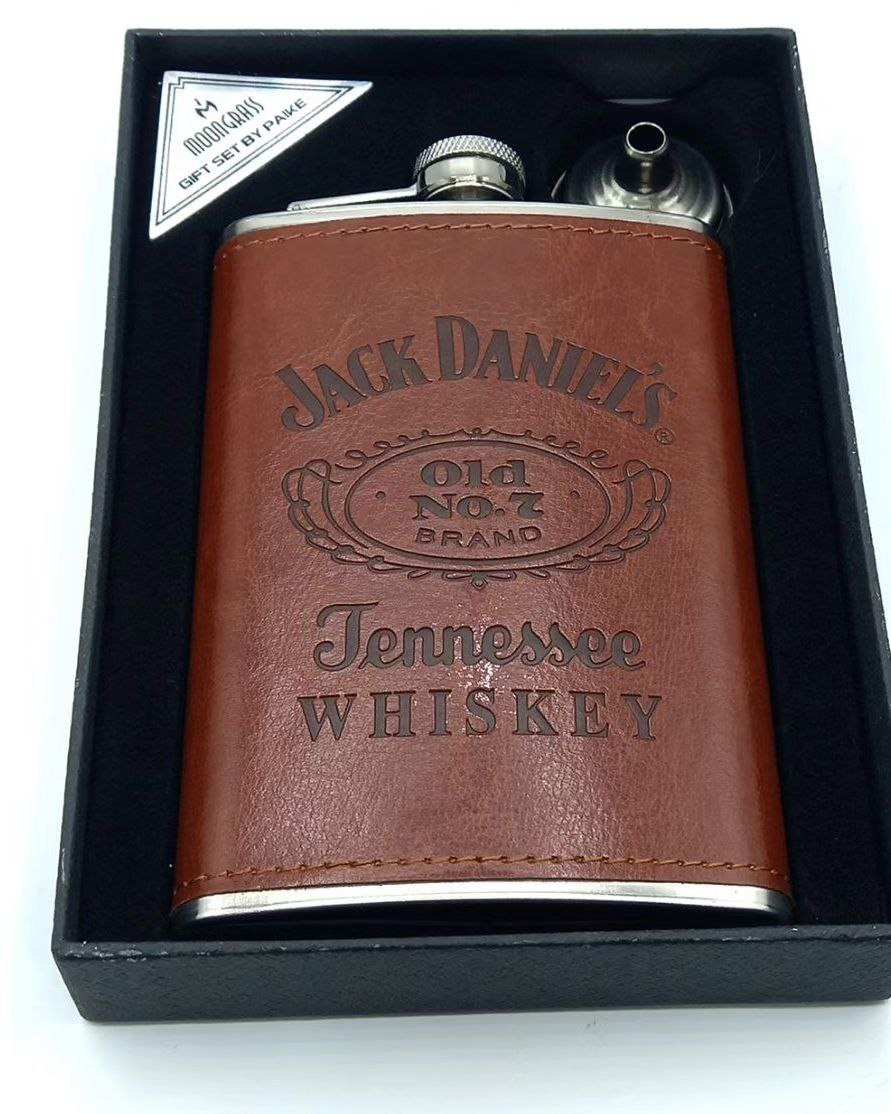 MOONGRASS
GIFT SET BY PAIKE
JACK DANIEL'S®
Old
No.7
BRAND
Tennessee
WHISKEY